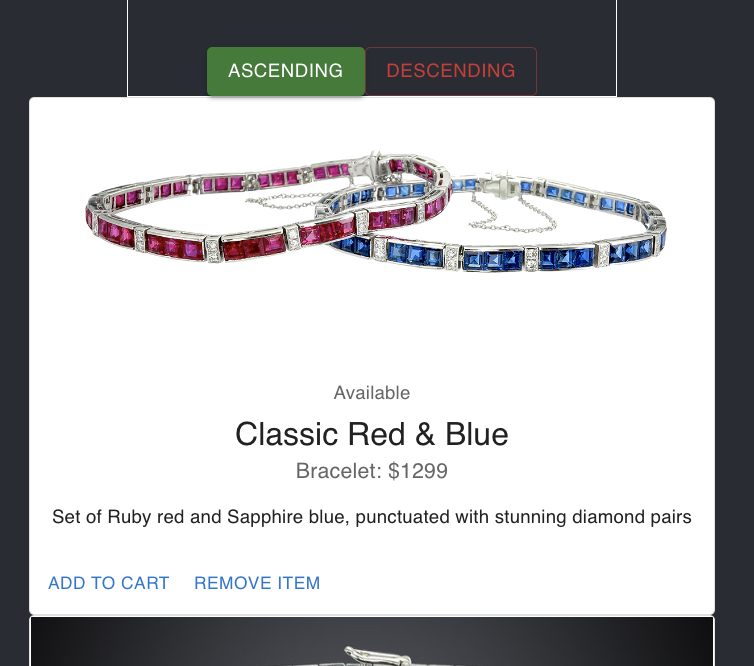 ASCENDING DESCENDING
Available
Classic Red & Blue
Bracelet: $1299
Set of Ruby red and Sapphire blue, punctuated with stunning diamond pairs
ADD TO CART REMOVE ITEM